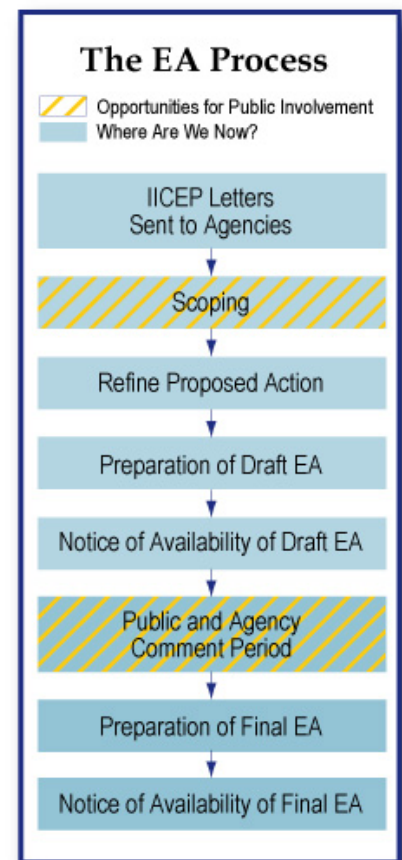 The EA Process
Opportunities for Public Involvement
Where Are We Now?
IICEP Letters
Sent to Agencies
Scoping
Refine Proposed Action
Preparation of Draft EA
Notice of Availability of Draft EA
Public and Agency
Comment Period
Preparation of Final EA
Notice of Availability of Final EA